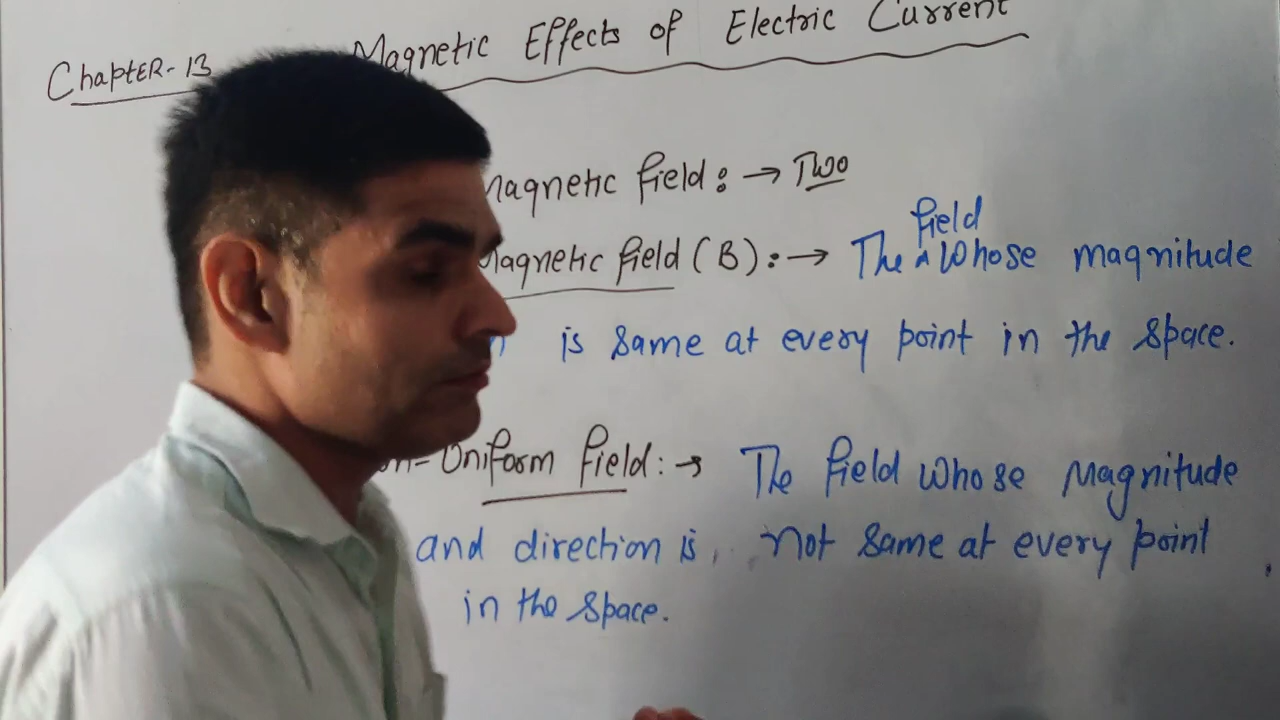 ChaptER-13 Magnetic Effects of Electric Current
Magnetic field : → Two
Magnetic field (B) : → The field whose magnitude
is same at every point in the space.
Uniform field : → The field whose Magnitude
and direction is, not same at every point
in the space.